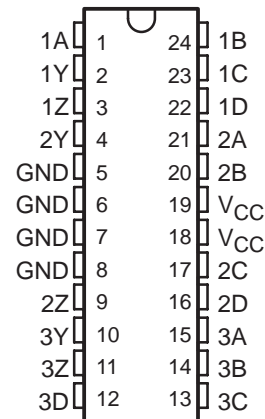 1A 1 24 1B
1Y 2 23 1C
1Z 3 22 1D
2Y 4 21 2A
GND 5 20 2B
GND 6 19 VCC
GND 7 18 VCC
GND 8 17 2C
2Z 9 16 2D
3Y 10 15 3A
3Z 11 14 3B
3D 12 13 3C